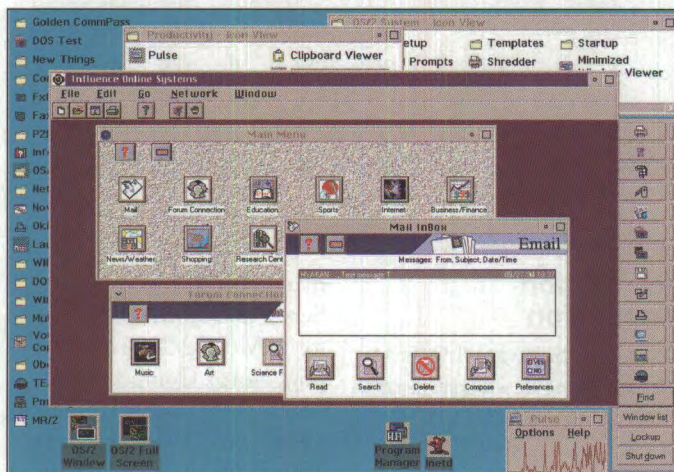 Golden CommPass
DOS Test
New Things
MR/2
OS/2 Window
OS/2 Full Screen
Program Manager
inetd
Productivity - Icon View
Pulse
Clipboard Viewer
OS/2 System - Icon View
Templates
Startup
Prompts
Shredder
Minimized
Viewer
Influence Online Systems
File Edit Go Network Window
Main Menu
Mail
Forum Connection
Education
Sports
Internet
Business/Finance
News/Weather
Shopping
Research
Forum Connection
Music
Art
Science
Mail InBox
Email
Messages: From, Subject, Date/Time
Test message 1
Read
Search
Delete
Compose
Preferences
YES
NO
Pulse
Options Help
Find
Window list
Lockup
Shut down